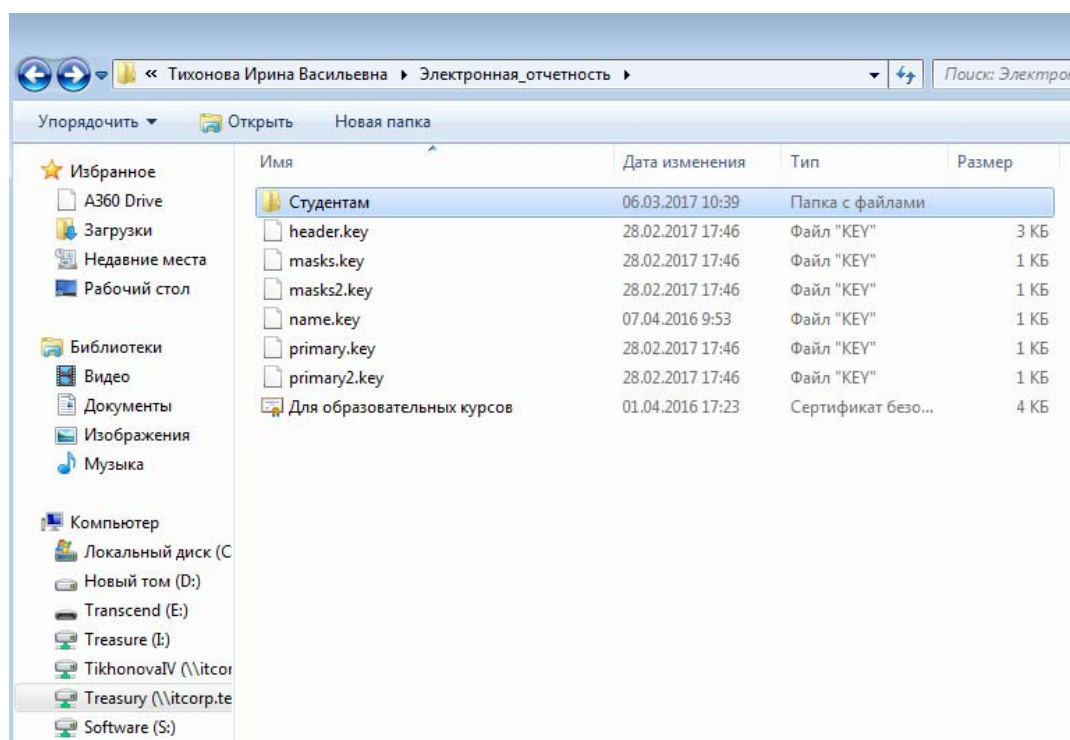 « Тихонова Ирина Васильевна ▸ Электронная_отчетность ▸ Поиск: Электрон
Упорядочить ▼ Открыть Новая папка
Избранное
A360 Drive
Загрузки
Недавние места
Рабочий стол
Библиотеки
Видео
Документы
Изображения
Музыка
Компьютер
Локальный диск (C
Новый том (D:)
Transcend (E:)
Treasure (I:)
TikhonovaIV (\\itcor
Treasury (\\itcorp.te
Software (S:)
Имя Дата изменения Тип Размер
Студентам 06.03.2017 10:39 Папка с файлами
header.key 28.02.2017 17:46 Файл "KEY" 3 КБ
masks.key 28.02.2017 17:46 Файл "KEY" 1 КБ
masks2.key 28.02.2017 17:46 Файл "KEY" 1 КБ
name.key 07.04.2016 9:53 Файл "KEY" 1 КБ
primary.key 28.02.2017 17:46 Файл "KEY" 1 КБ
primary2.key 28.02.2017 17:46 Файл "KEY" 1 КБ
Для образовательных курсов 01.04.2016 17:23 Сертификат безо... 4 КБ